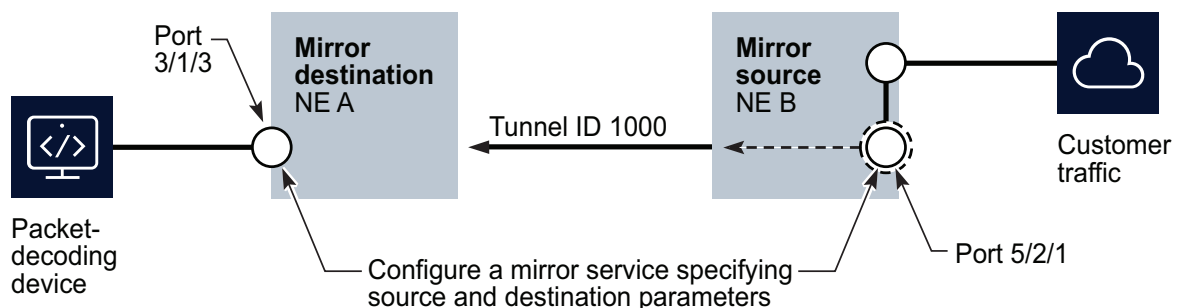 Port
3/1/3
Mirror
destination
NE A
Mirror
source
NE B
</>
Tunnel ID 1000
Customer
traffic
Packet-
decoding
device
Port 5/2/1
Configure a mirror service specifying
source and destination parameters